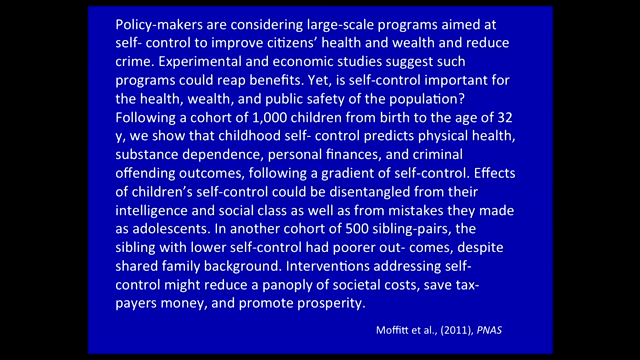 Policy-makers are considering large-scale programs aimed at
self- control to improve citizens’ health and wealth and reduce
crime. Experimental and economic studies suggest such
programs could reap benefits. Yet, is self-control important for
the health, wealth, and public safety of the population?
Following a cohort of 1,000 children from birth to the age of 32
y, we show that childhood self- control predicts physical health,
substance dependence, personal finances, and criminal
offending outcomes, following a gradient of self-control. Effects
of children’s self-control could be disentangled from their
intelligence and social class as well as from mistakes they made
as adolescents. In another cohort of 500 sibling-pairs, the
sibling with lower self-control had poorer out- comes, despite
shared family background. Interventions addressing self-
control might reduce a panoply of societal costs, save tax-
payers money, and promote prosperity.
Moffitt et al., (2011), PNAS